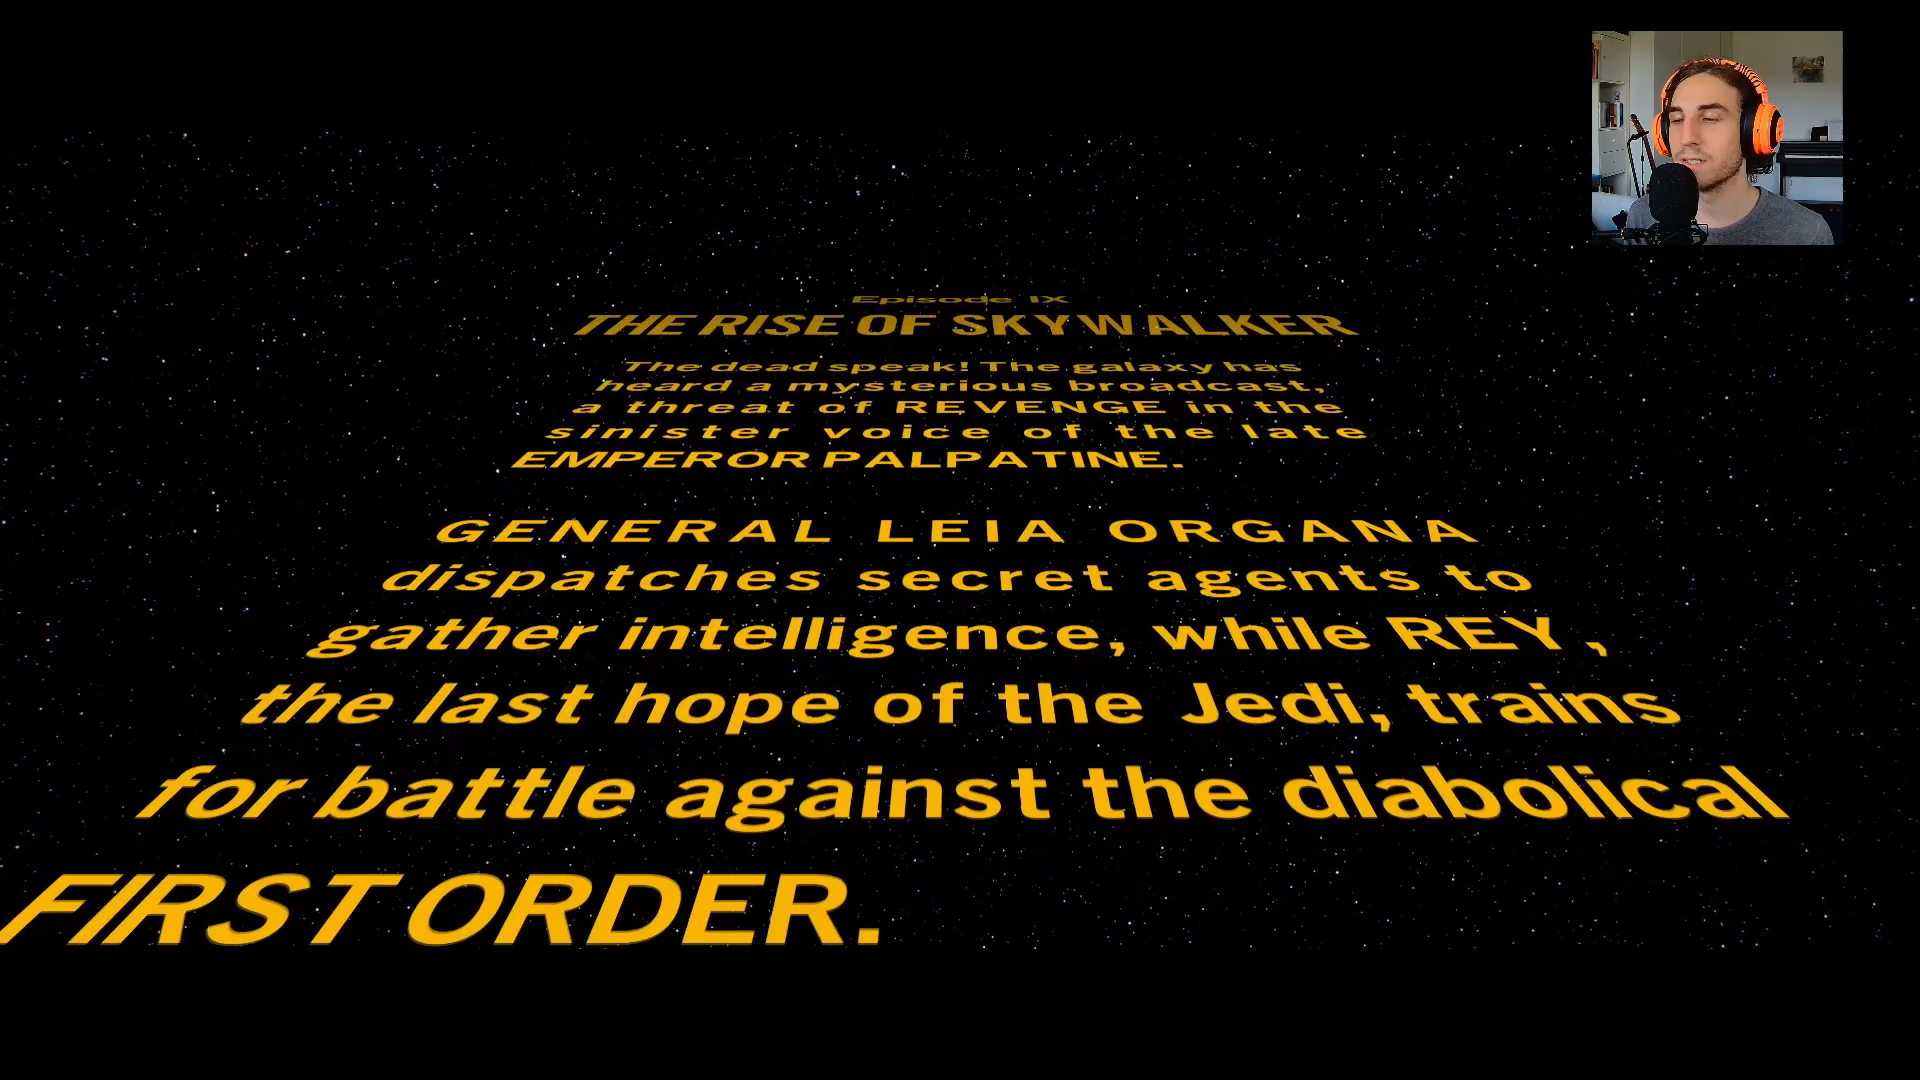 Episode IX
THE RISE OF SKYWALKER
The dead speak! The galaxy has
heard a mysterious broadcast,
a threat of REVENGE in the
sinister voice of the late
EMPEROR PALPATINE.
GENERAL LEIA ORGANA
dispatches secret agents to
gather intelligence, while REY,
the last hope of the Jedi, trains
for battle against the diabolical
FIRST ORDER.